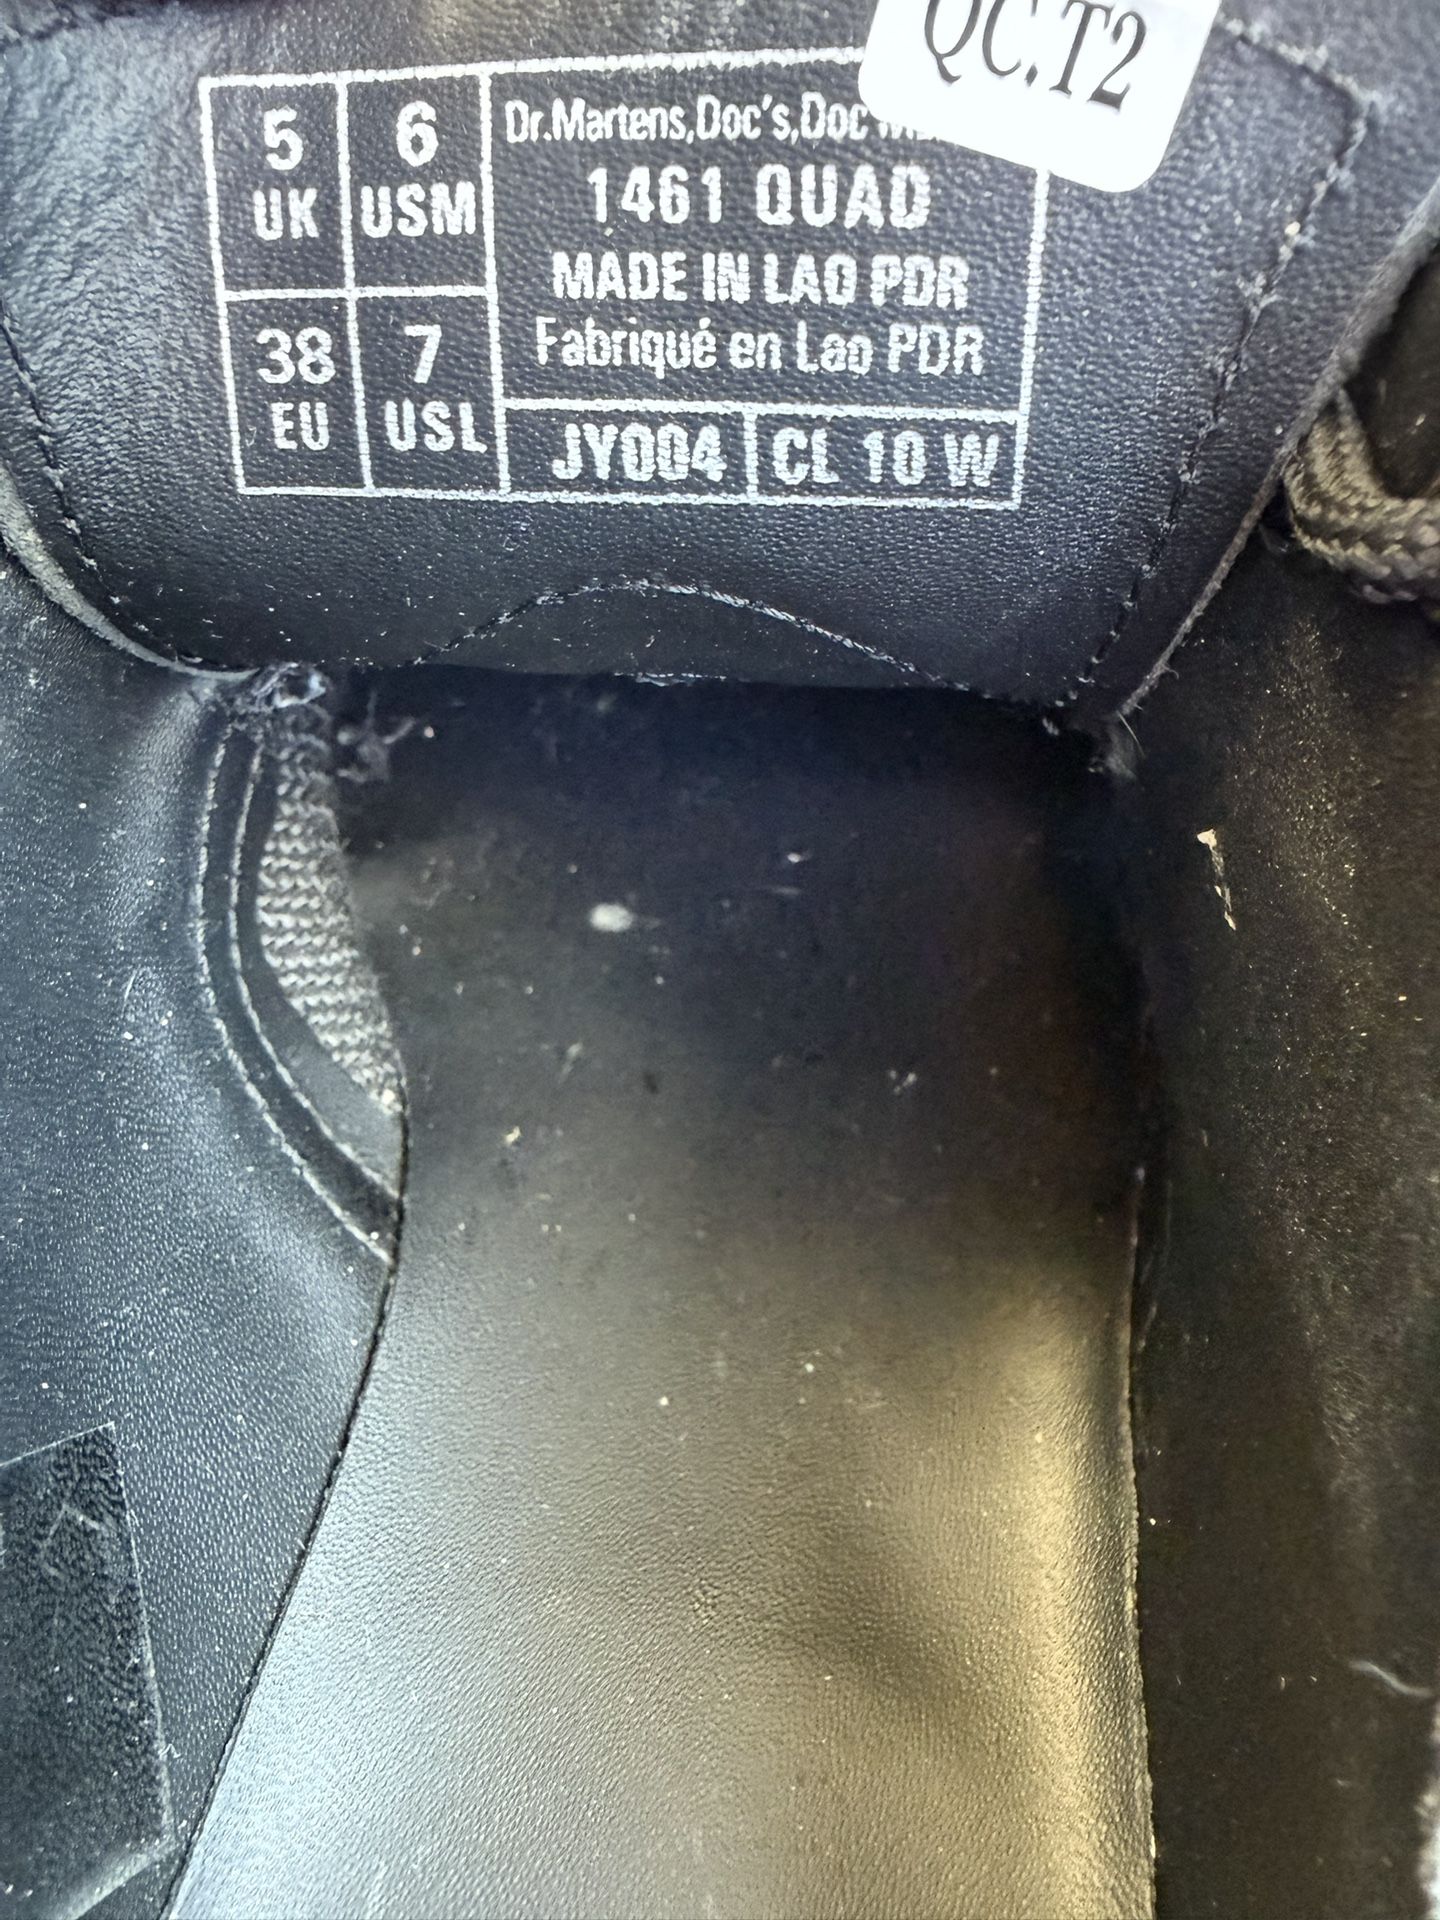 QC.T2
5 UK
6 USM
38 EU
7 USL
Dr.Martens,Doc's,Doc
1461 QUAD
MADE IN LAO PDR
Fabriqué en Lao PDR
JY004 CL 10 W